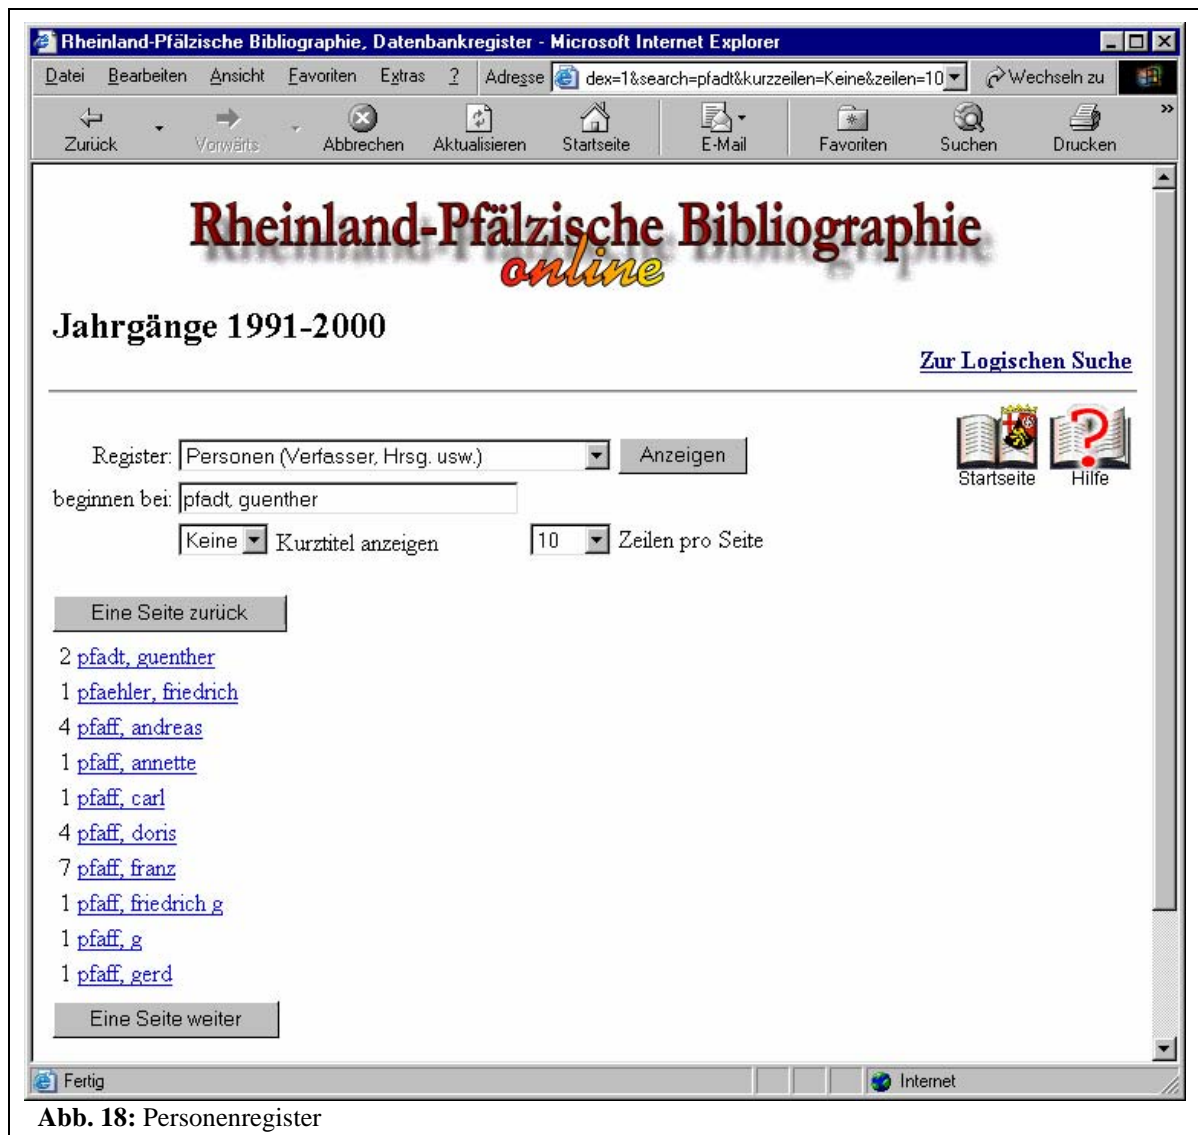 Rheinland-Pfälzische Bibliographie, Datenbankregister - Microsoft Internet Explorer
Datei Bearbeiten Ansicht Favoriten Extras ? Adresse dex=1&search=pfadt&kurzzeilen=Keine&zeilen=10 Wechseln zu
Zurück Vorwärts Abbrechen Aktualisieren Startseite E-Mail Favoriten Suchen Drucken »
Rheinland-Pfälzische Bibliographie
online
Jahrgänge 1991-2000
Zur Logischen Suche
Register: Personen (Verfasser, Hrsg. usw.) Anzeigen
Startseite Hilfe
beginnen bei: pfadt, guenther
Keine Kurztitel anzeigen 10 Zeilen pro Seite
Eine Seite zurück
2 pfadt, guenther
1 pfaehler, friedrich
4 pfaff, andreas
1 pfaff, annette
1 pfaff, carl
4 pfaff, doris
7 pfaff, franz
1 pfaff, friedrich g
1 pfaff, g
1 pfaff, gerd
Eine Seite weiter
Fertig Internet
Abb. 18: Personenregister